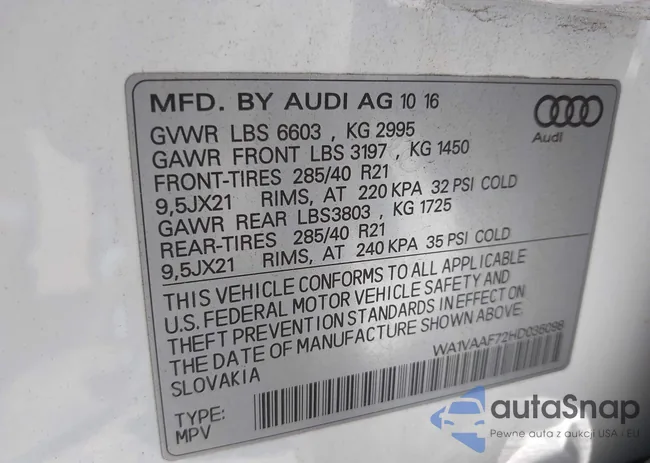 MFD. BY AUDI AG 10 16
Audi
GVWR LBS 6603 , KG 2995
GAWR FRONT LBS 3197 , KG 1450
FRONT-TIRES 285/40 R21
9,5JX21 RIMS, AT 220 KPA 32 PSI COLD
GAWR REAR LBS3803 , KG 1725
REAR-TIRES 285/40 R21
9,5JX21 RIMS, AT 240 KPA 35 PSI COLD
THIS VEHICLE CONFORMS TO ALL APPLICABLE
U.S. FEDERAL MOTOR VEHICLE SAFETY AND
THEFT PREVENTION STANDARDS IN EFFECT ON
THE DATE OF MANUFACTURE SHOWN ABOVE.
SLOVAKIA
WA1VAAF72HD036098
TYPE:
MPV
autaSnap
Pewne auta z aukcji USA i EU